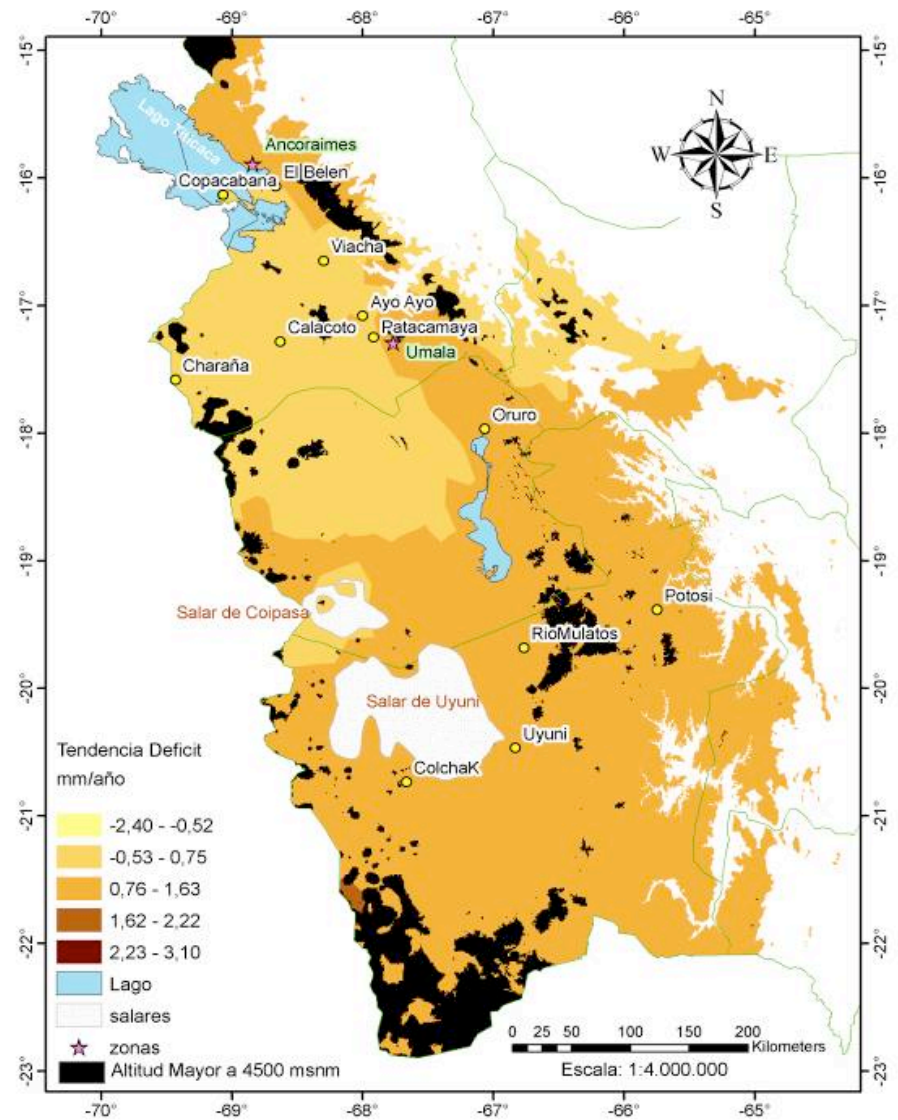 -70° -69° -68° -67° -66° -65°
-15° -15°
-16° -16°
-17° -17°
-18° -18°
-19° -19°
-20° -20°
-21° -21°
-22° -22°
-23° -23°
N
W E
S
Lago Titicaca
Ancoraimes
El Belen
Copacabana
Viacha
Ayo Ayo
Calacoto
Patacamaya
Umala
Charaña
Oruro
Salar de Coipasa
Potosi
RioMulatos
Salar de Uyuni
Uyuni
ColchaK
Tendencia Deficit
mm/año
-2,40 - -0,52
-0,53 - 0,75
0,76 - 1,63
1,62 - 2,22
2,23 - 3,10
Lago
salares
zonas
Altitud Mayor a 4500 msnm
0 25 50 100 150 200
Kilometers
Escala: 1:4.000.000
-70° -69° -68° -67° -66° -65°